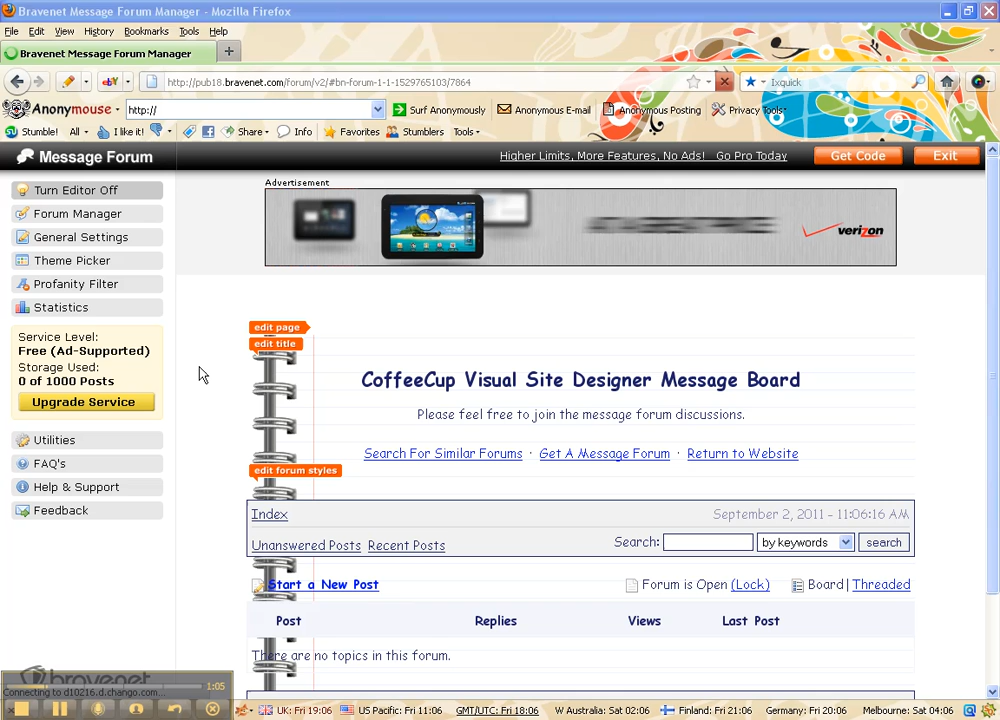 Bravenet Message Forum Manager - Mozilla Firefox
File Edit View History Bookmarks Tools Help
Bravenet Message Forum Manager +
ebY http://pub18.bravenet.com/forum/v2/#bn-forum-1-1-1529765103/7864 Ixquick
Anonymouse http:// Surf Anonymously Anonymous E-mail Anonymous Posting Privacy Tools
Stumble! All I like it! Share Info Favorites Stumblers Tools
Message Forum Higher Limits, More Features, No Ads! Go Pro Today Get Code Exit
Turn Editor Off
Forum Manager
General Settings
Theme Picker
Profanity Filter
Statistics
Service Level:
Free (Ad-Supported)
Storage Used:
0 of 1000 Posts
Upgrade Service
Utilities
FAQ's
Help & Support
Feedback
Advertisement
verizon
edit page
edit title
CoffeeCup Visual Site Designer Message Board
Please feel free to join the message forum discussions.
Search For Similar Forums · Get A Message Forum · Return to Website
edit forum styles
Index September 2, 2011 - 11:06:16 AM
Unanswered Posts Recent Posts Search: by keywords search
Start a New Post Forum is Open (Lock) Board | Threaded
Post Replies Views Last Post
There are no topics in this forum.
bravenet
Connecting to d10216.d.chango.com... 1:05
UK: Fri 19:06 US Pacific: Fri 11:06 GMT/UTC: Fri 18:06 W Australia: Sat 02:06 Finland: Fri 21:06 Germany: Fri 20:06 Melbourne: Sat 04:06